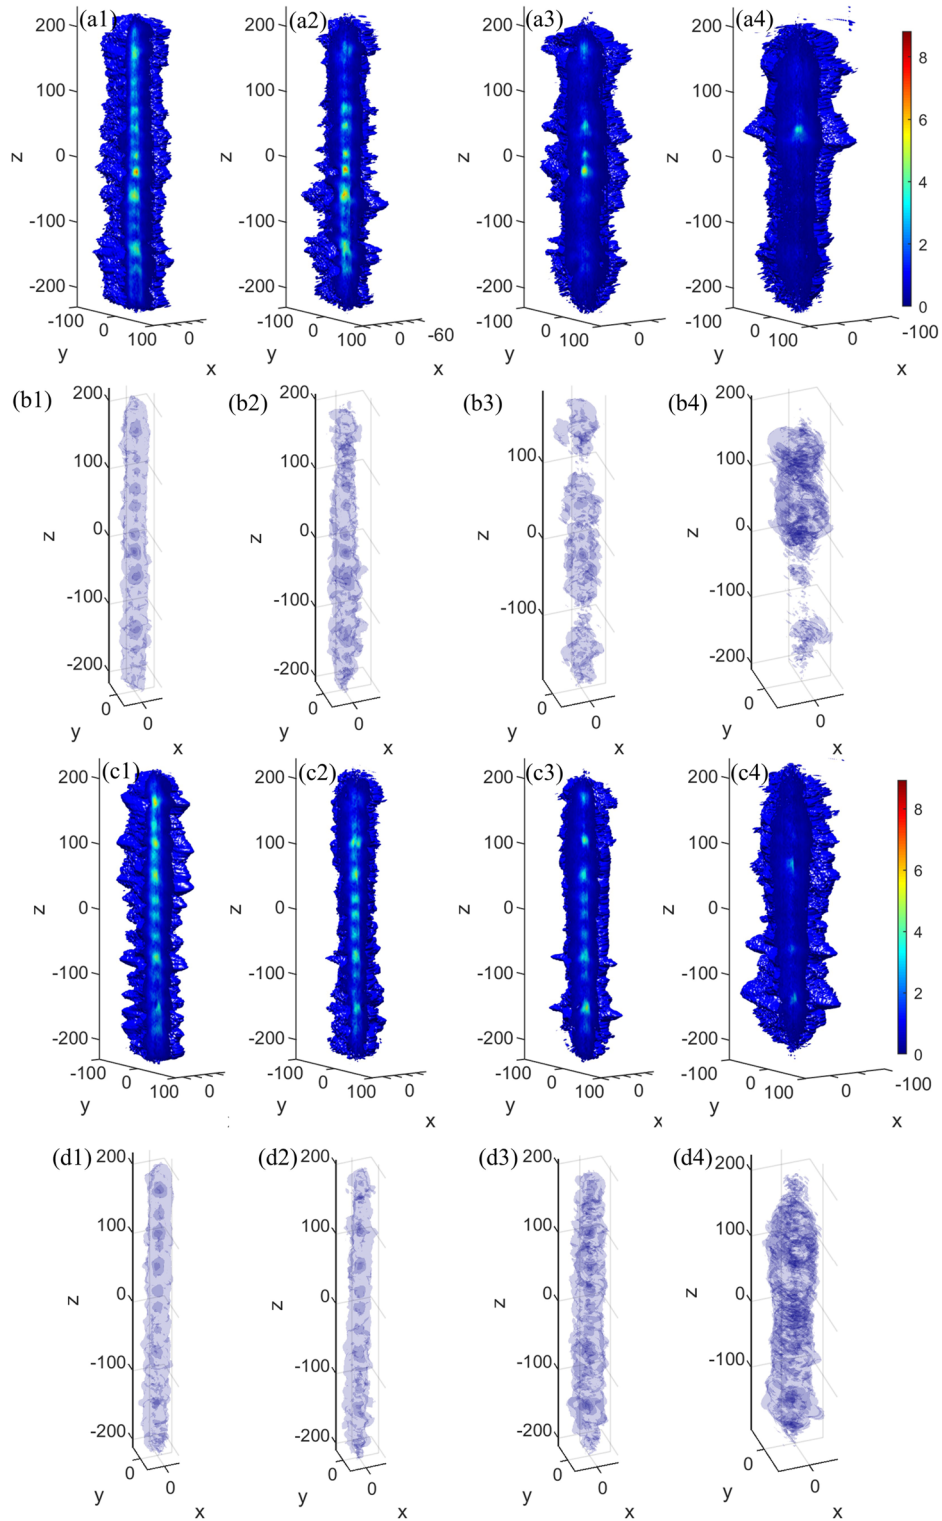 (a1) (a2) (a3) (a4)
200 200 200 200
8
100 100 100 100
6
z 0 z 0 z 0 z 0
4
-100 -100 -100 -100
2
-200 -200 -200 -200
0
-100 0 100 0 -100 0 100 0 -60 -100 0 100 0 -100 0 100 0 -100
y x y x y x y x
(b1) (b2) (b3) (b4)
200 200 200
100 100 100 100
z 0 z 0 z 0 z 0
-100 -100 -100 -100
-200 -200 -200
0 0 0 0 0 0 0 0
y x y x y x y x
(c1) (c2) (c3) (c4)
200 200 200 200
8
100 100 100 100
6
z 0 z 0 z 0 z 0
4
-100 -100 -100 -100
2
-200 -200 -200 -200
0
-100 0 100 0 -100 0 100 0 -100 0 100 0 -100 0 100 0 -100
y x y x y x y x
(d1) (d2) (d3) (d4)
200 200 200 200
100 100 100 100
z 0 z 0 z 0 z 0
-100 -100 -100 -100
-200 -200 -200
0 0 0 0 0 0 0 0
y x y x y x y x